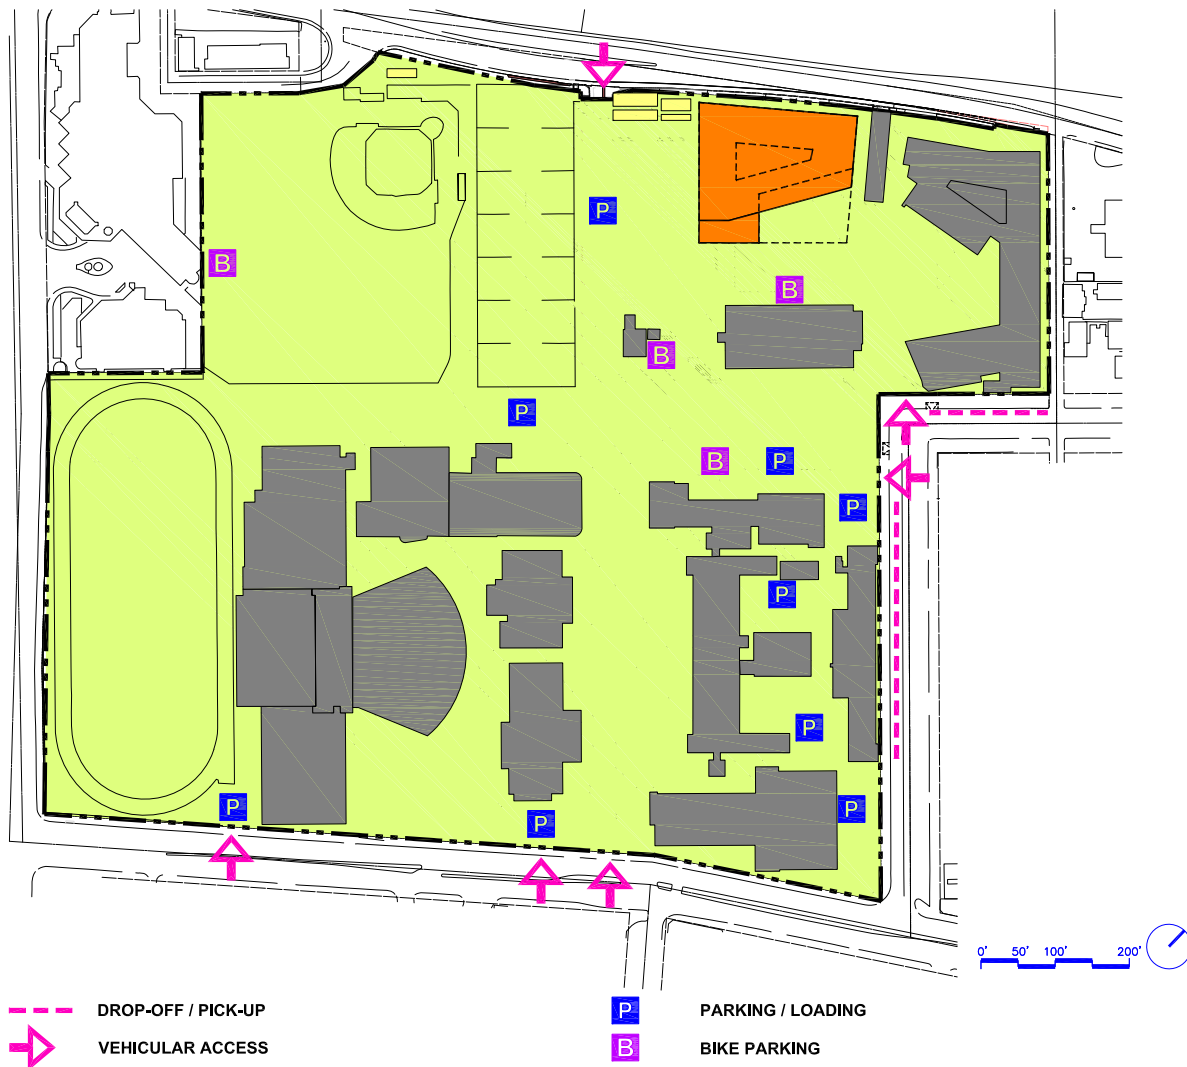 P
B
B
B
P
B
P
P
P
P
P
P
P
0' 50' 100' 200'
DROP-OFF / PICK-UP
P PARKING / LOADING
VEHICULAR ACCESS
B BIKE PARKING